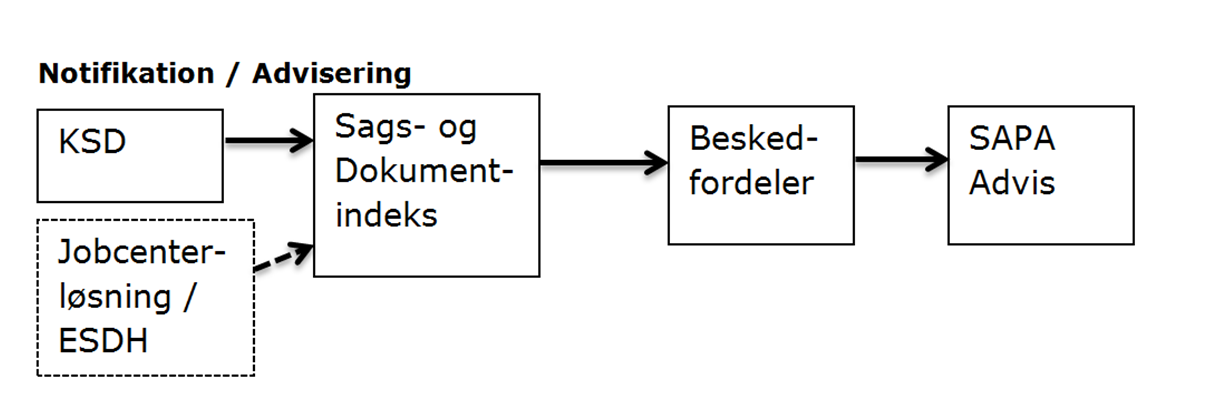 Notifikation / Advisering
KSD
Jobcenter-
løsning /
ESDH
Sags- og
Dokument-
indeks
Besked-
fordeler
SAPA
Advis